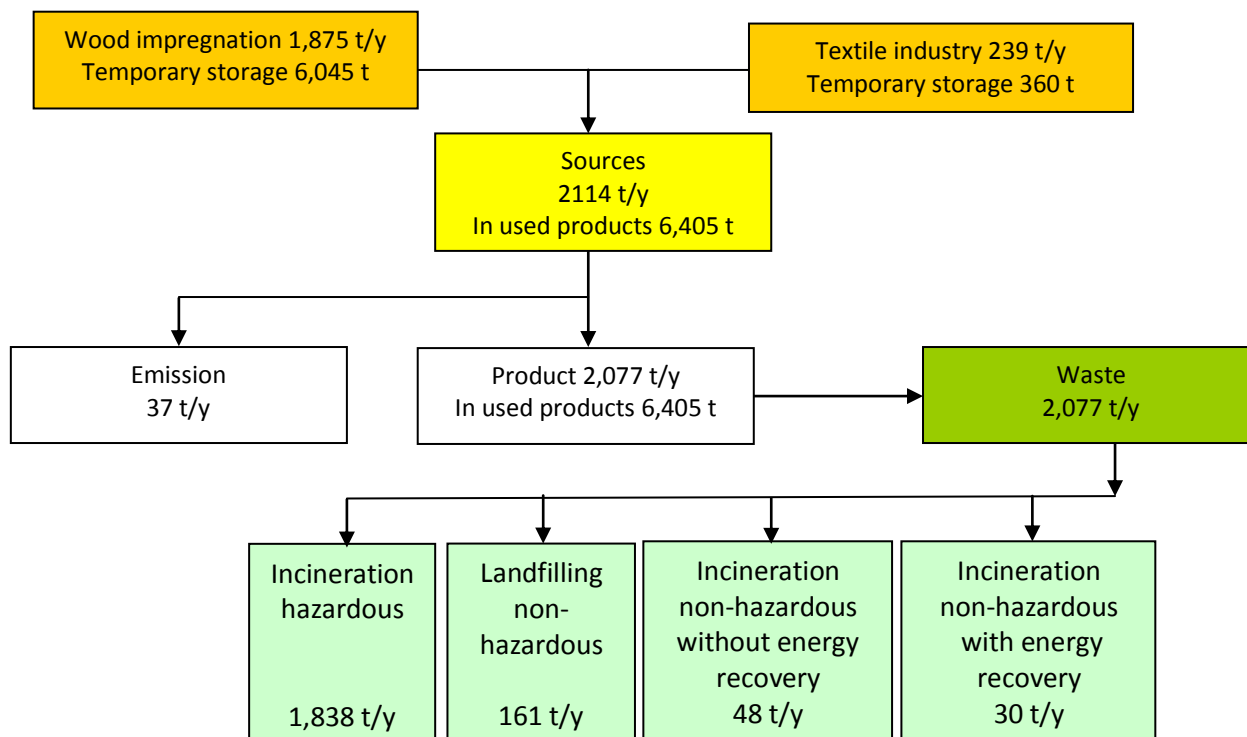 Wood impregnation 1,875 t/y
Temporary storage 6,045 t
Textile industry 239 t/y
Temporary storage 360 t
Sources
2114 t/y
In used products 6,405 t
Emission
37 t/y
Product 2,077 t/y
In used products 6,405 t
Waste
2,077 t/y
Incineration
hazardous
1,838 t/y
Landfilling
non-
hazardous
161 t/y
Incineration
non-hazardous
without energy
recovery
48 t/y
Incineration
non-hazardous
with energy
recovery
30 t/y